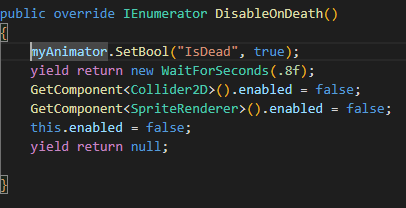 public override IEnumerator DisableOnDeath()
{
myAnimator.SetBool("IsDead", true);
yield return new WaitForSeconds(.8f);
GetComponent<Collider2D>().enabled = false;
GetComponent<SpriteRenderer>().enabled = false;
this.enabled = false;
yield return null;
}